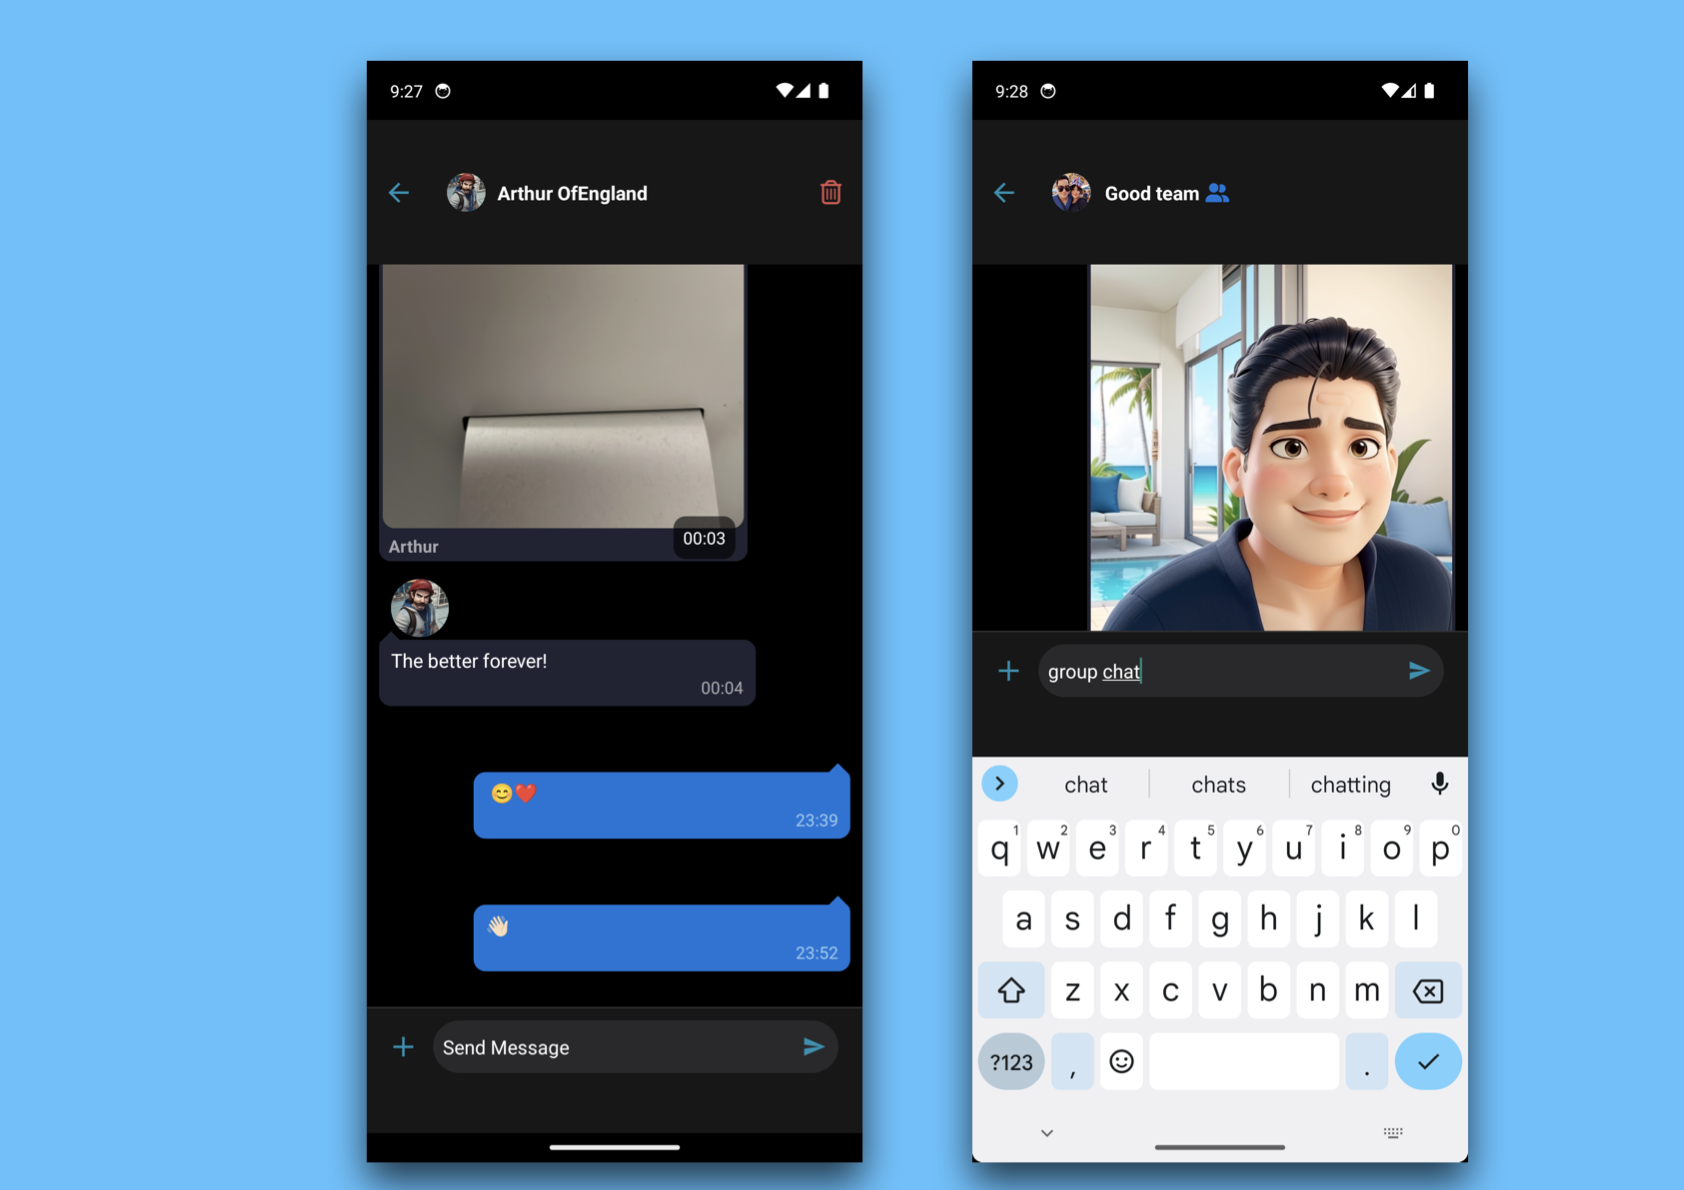 9:27
Arthur OfEngland
Arthur
00:03
The better forever!
00:04
😊❤️
23:39
👋🏻
23:52
Send Message
9:28
Good team
group chat
chat chats chatting
q1 w2 e3 r4 t5 y6 u7 i8 o9 p0
a s d f g h j k l
z x c v b n m
?123 , .